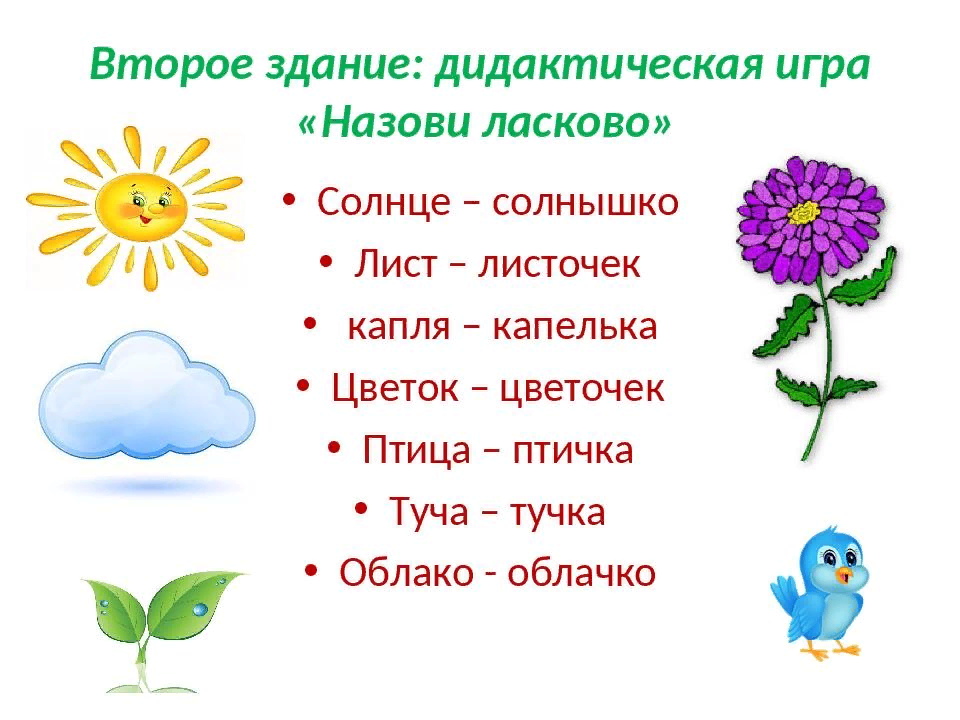 Второе здание: дидактическая игра
«Назови ласково»
• Солнце – солнышко
• Лист – листочек
• капля – капелька
• Цветок – цветочек
• Птица – птичка
• Туча – тучка
• Облако - облачко